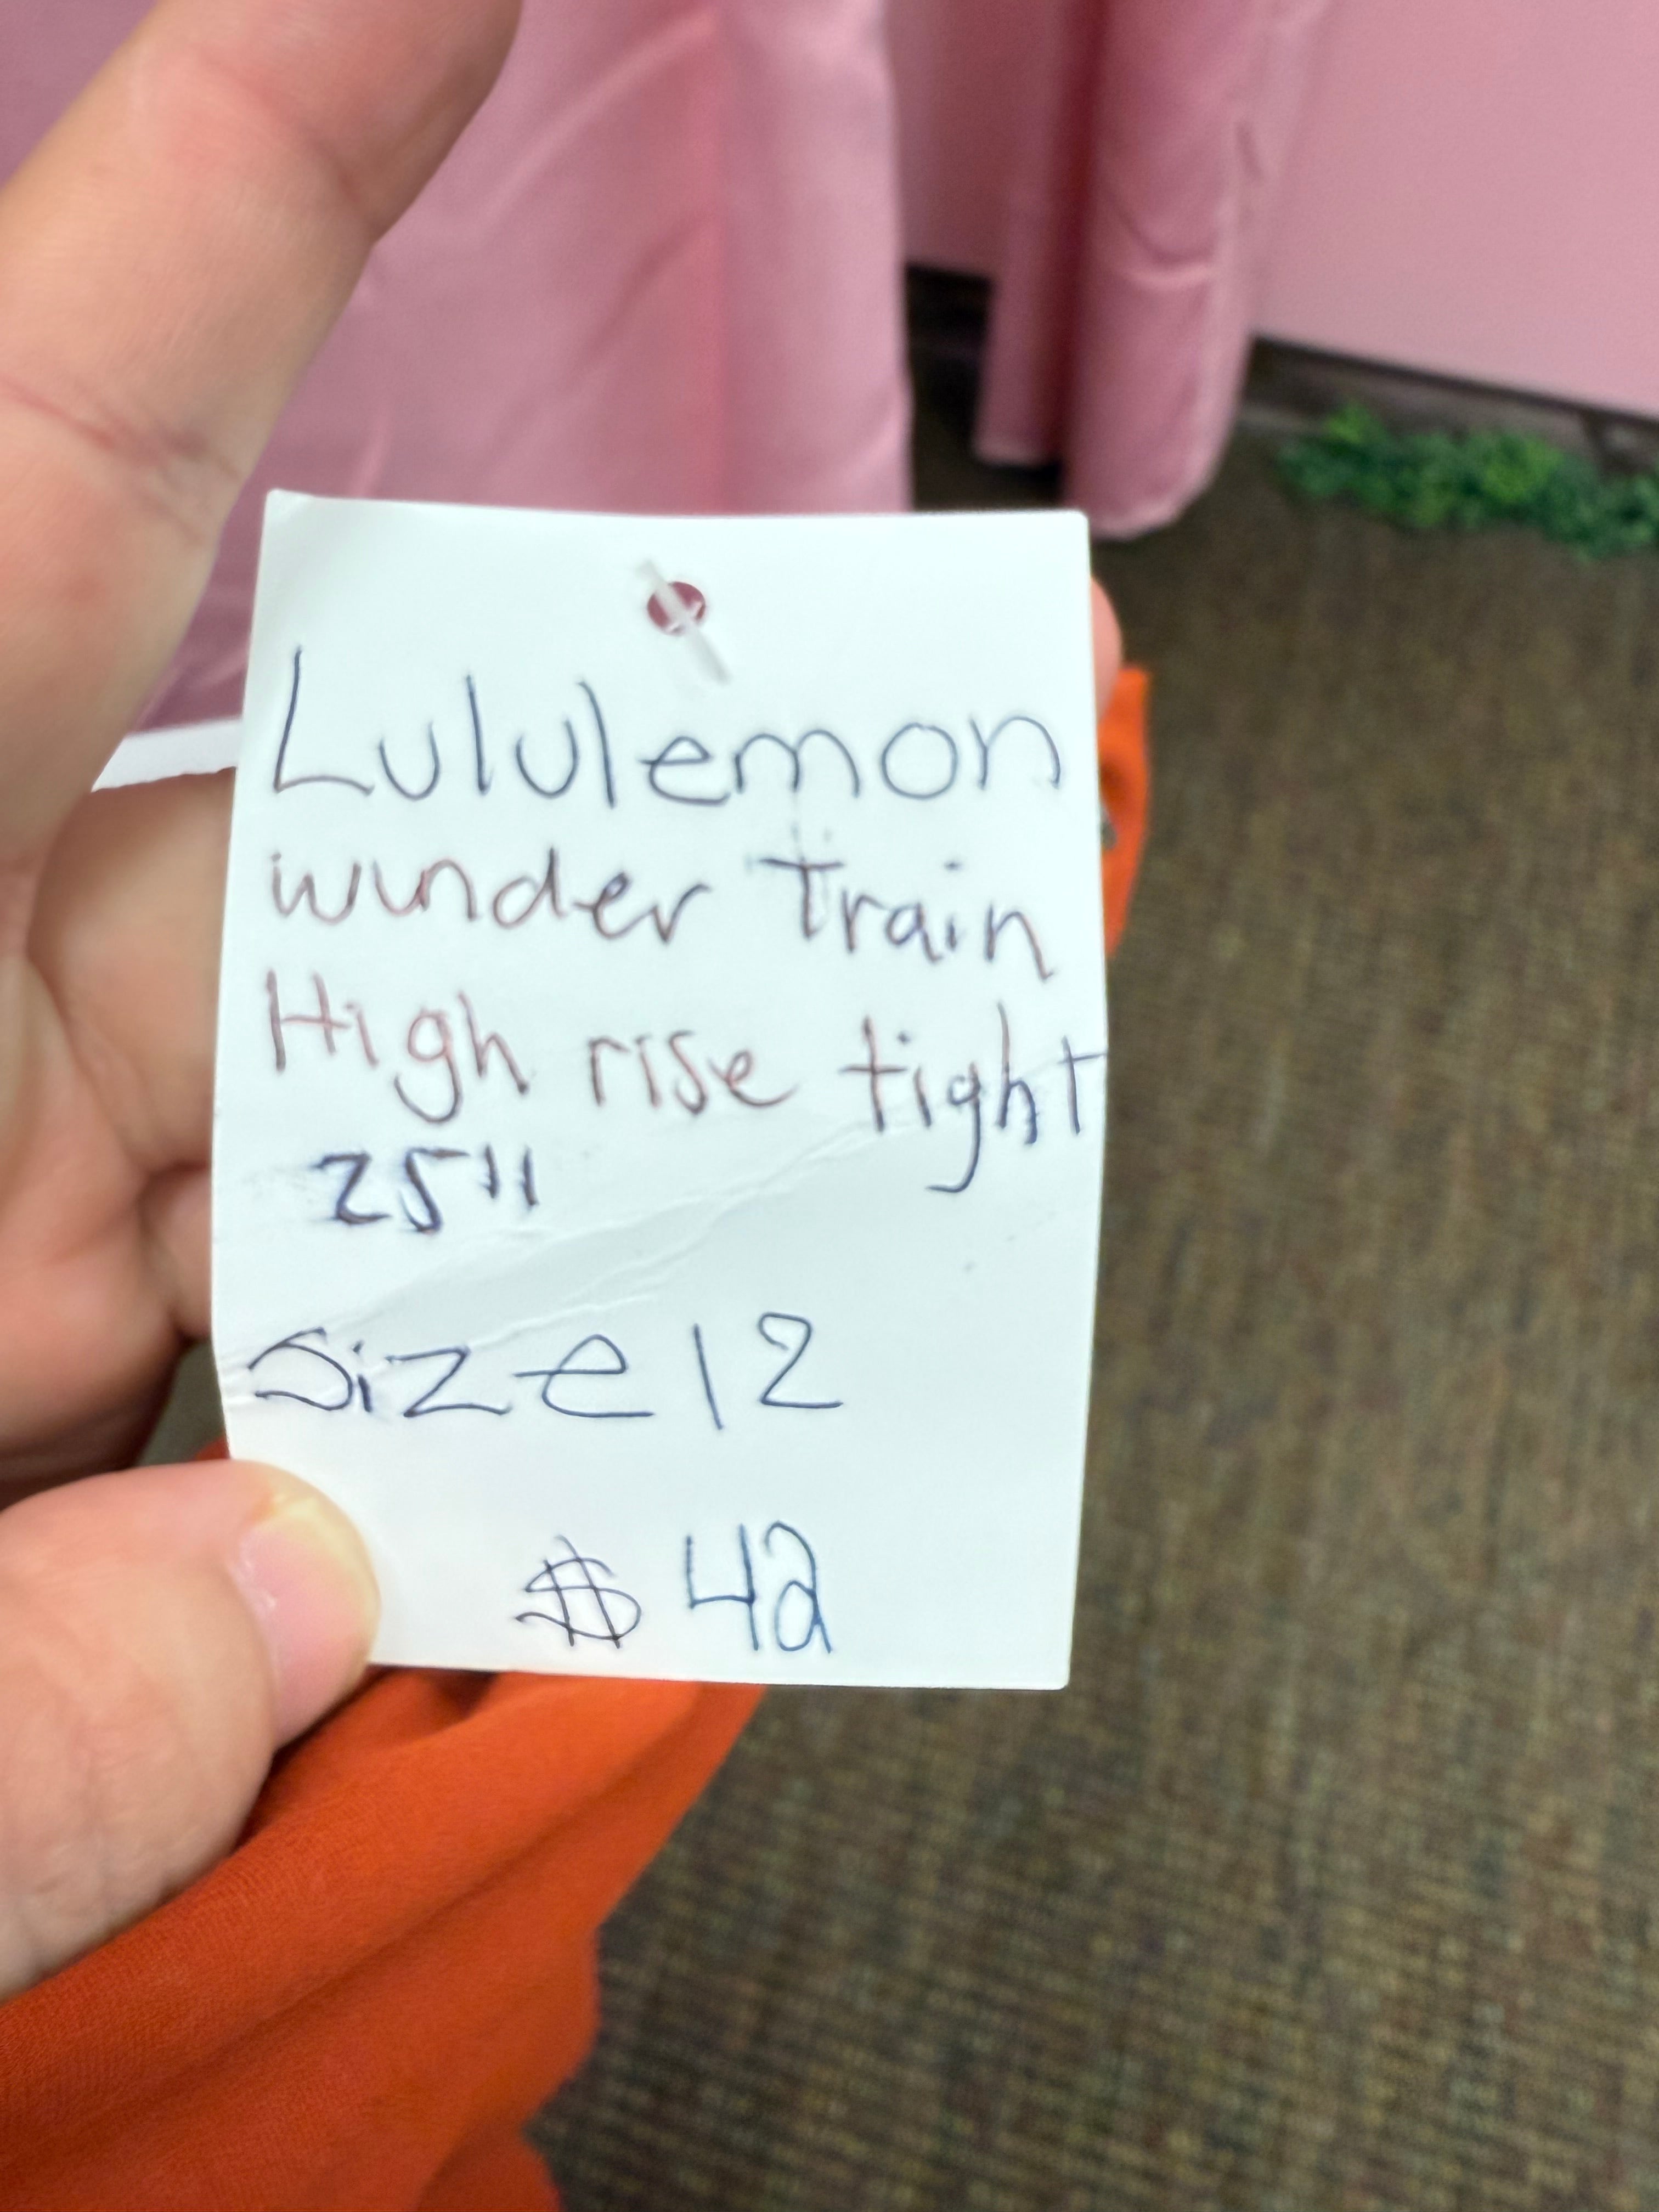 Lululemon
wunder Train
High rise tight
25"
Size 12
$ 42